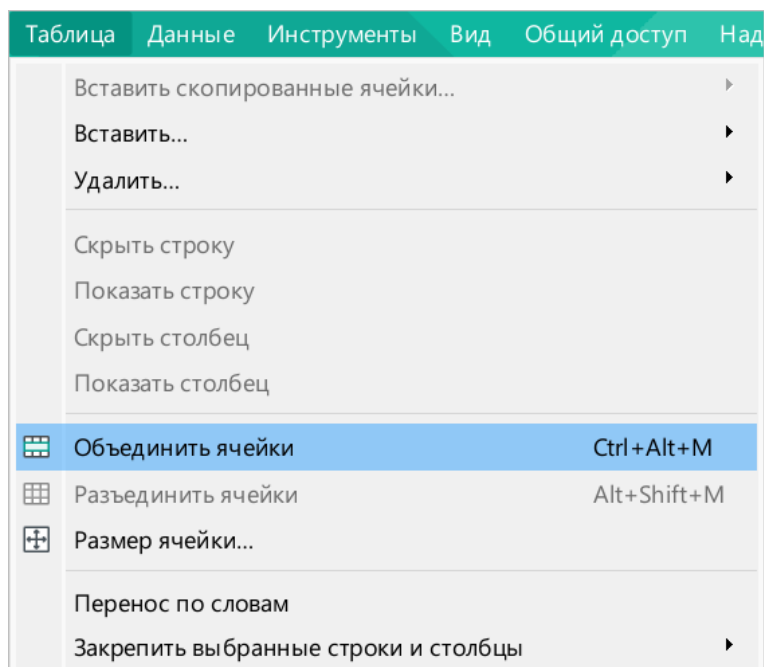 Таблица Данные Инструменты Вид Общий доступ Над
Вставить скопированные ячейки...
Вставить...
Удалить...
Скрыть строку
Показать строку
Скрыть столбец
Показать столбец
Объединить ячейки Ctrl+Alt+M
Разъединить ячейки Alt+Shift+M
Размер ячейки...
Перенос по словам
Закрепить выбранные строки и столбцы